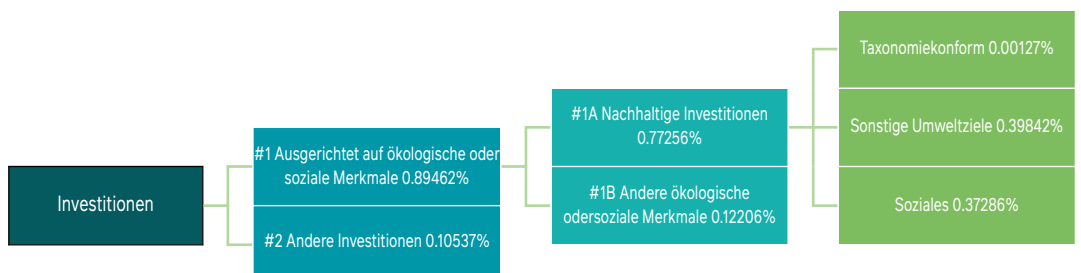 Investitionen
#1 Ausgerichtet auf ökologische oder
soziale Merkmale 0.89462%
#2 Andere Investitionen 0.10537%
#1A Nachhaltige Investitionen
0.77256%
#1B Andere ökologische
odersoziale Merkmale 0.12206%
Taxonomiekonform 0.00127%
Sonstige Umweltziele 0.39842%
Soziales 0.37286%